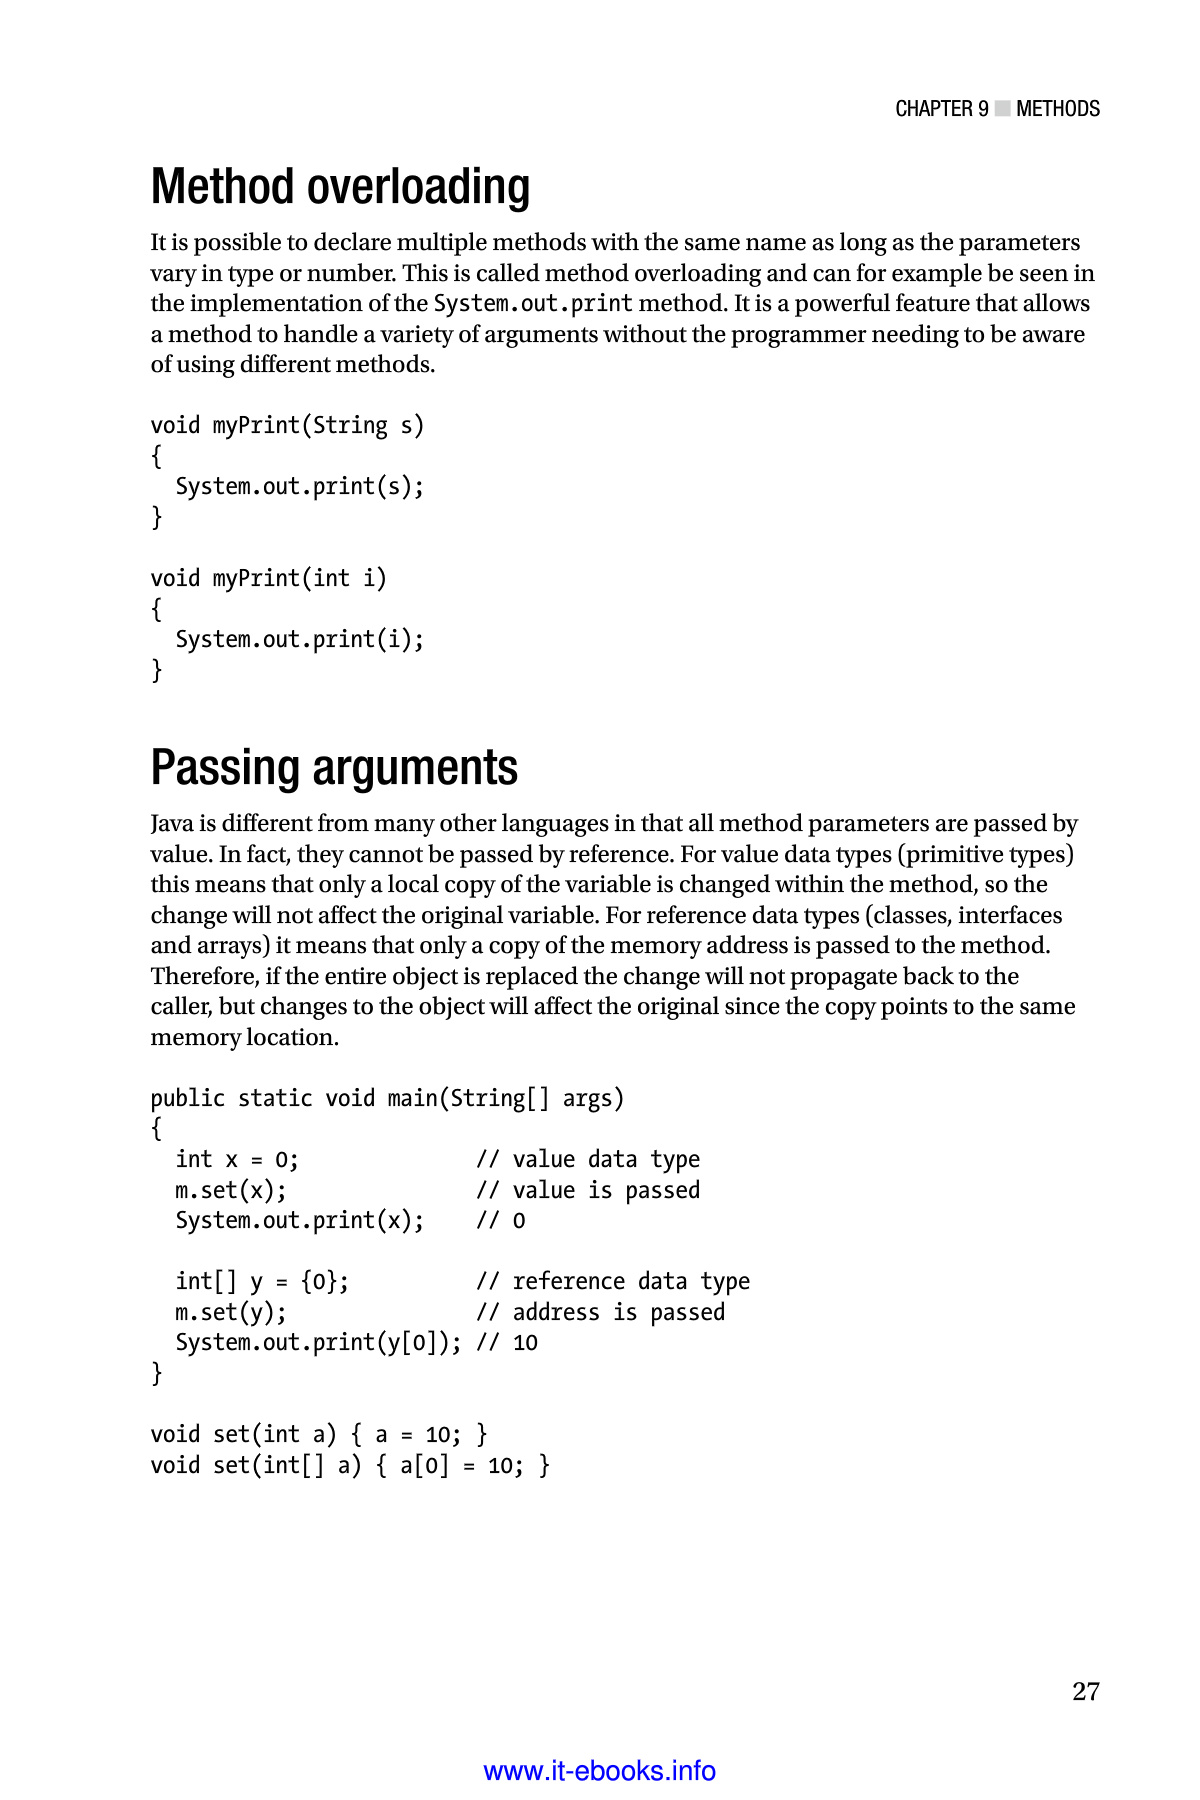 CHAPTER 9 ■ METHODS
Method overloading
It is possible to declare multiple methods with the same name as long as the parameters
vary in type or number. This is called method overloading and can for example be seen in
the implementation of the System.out.print method. It is a powerful feature that allows
a method to handle a variety of arguments without the programmer needing to be aware
of using different methods.
void myPrint(String s)
{
  System.out.print(s);
}
void myPrint(int i)
{
  System.out.print(i);
}
Passing arguments
Java is different from many other languages in that all method parameters are passed by
value. In fact, they cannot be passed by reference. For value data types (primitive types)
this means that only a local copy of the variable is changed within the method, so the
change will not affect the original variable. For reference data types (classes, interfaces
and arrays) it means that only a copy of the memory address is passed to the method.
Therefore, if the entire object is replaced the change will not propagate back to the
caller, but changes to the object will affect the original since the copy points to the same
memory location.
public static void main(String[] args)
{
  int x = 0;              // value data type
  m.set(x);               // value is passed
  System.out.print(x);    // 0
  int[] y = {0};          // reference data type
  m.set(y);               // address is passed
  System.out.print(y[0]); // 10
}
void set(int a) { a = 10; }
void set(int[] a) { a[0] = 10; }
27
www.it-ebooks.info